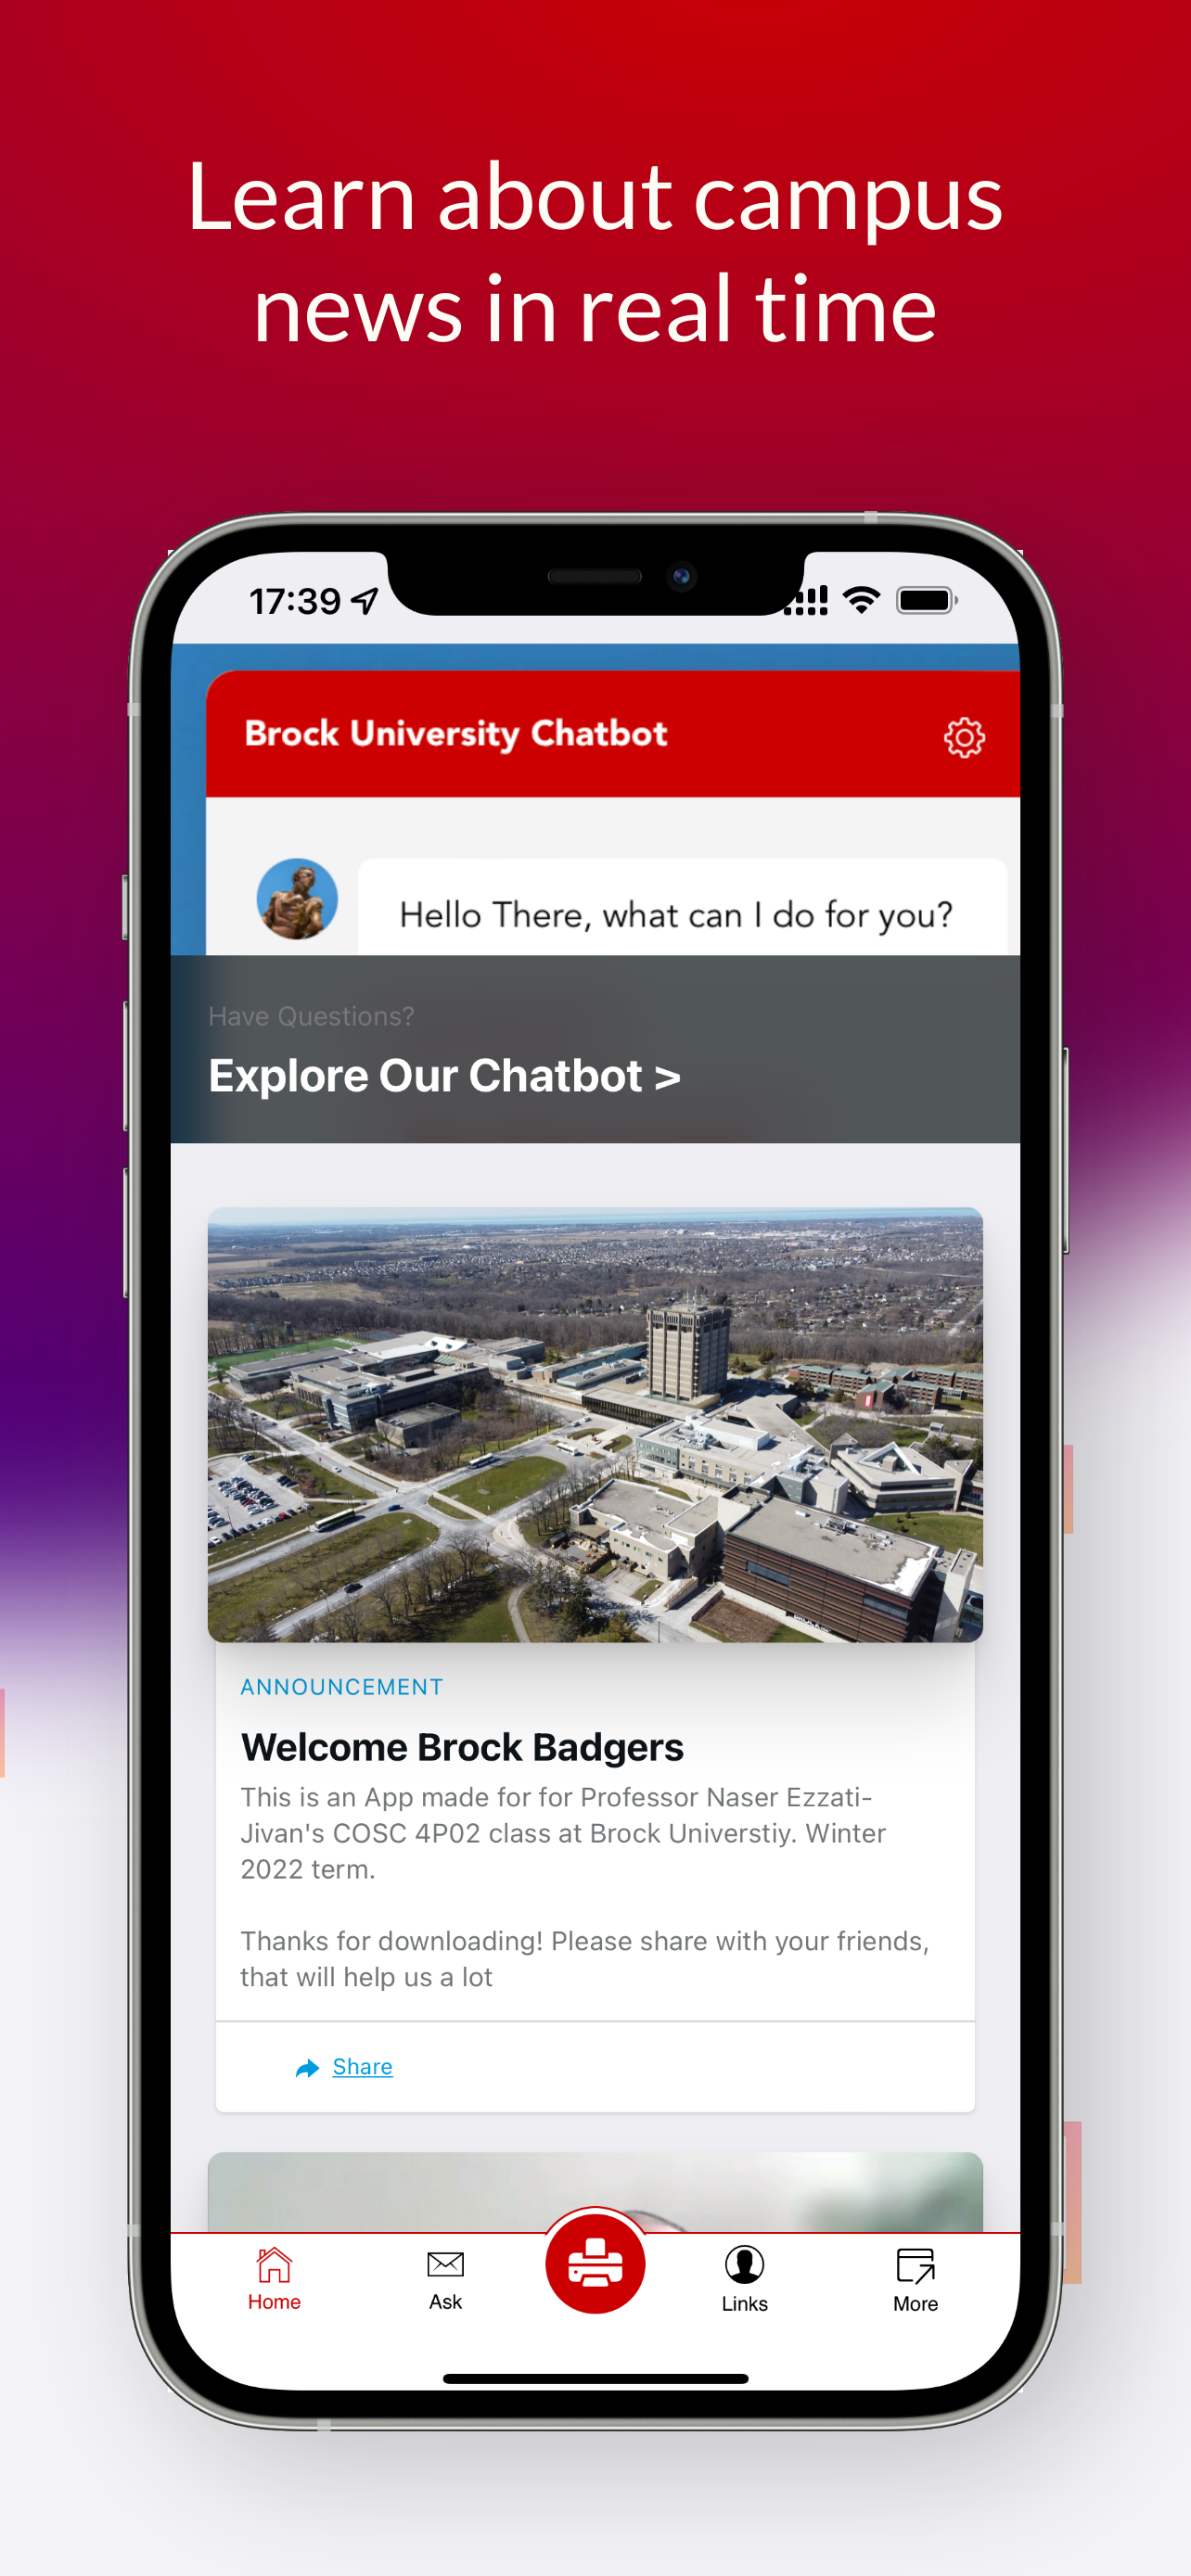 Learn about campus
news in real time
17:39
Brock University Chatbot
Hello There, what can I do for you?
Have Questions?
Explore Our Chatbot >
ANNOUNCEMENT
Welcome Brock Badgers
This is an App made for for Professor Naser Ezzati-
Jivan's COSC 4P02 class at Brock Universtiy. Winter
2022 term.
Thanks for downloading! Please share with your friends,
that will help us a lot
Share
Home
Ask
Links
More